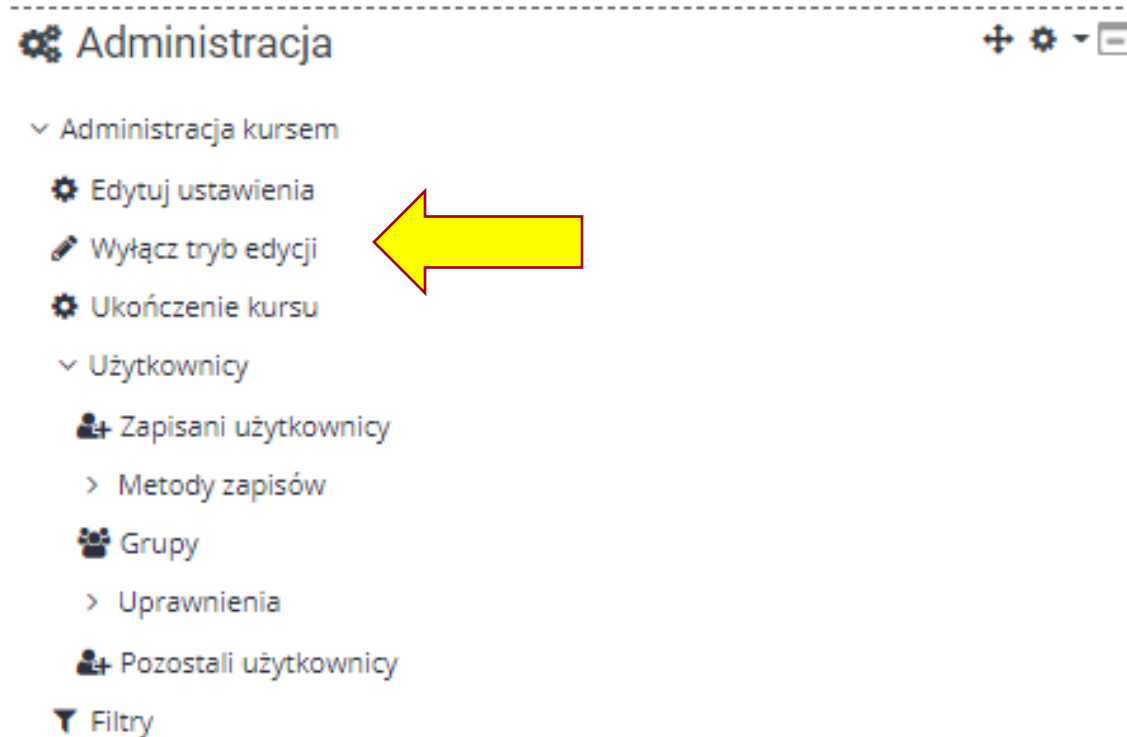 Administracja
Administracja kursem
Edytuj ustawienia
Wyłącz tryb edycji
Ukończenie kursu
Użytkownicy
Zapisani użytkownicy
Metody zapisów
Grupy
Uprawnienia
Pozostali użytkownicy
Filtry